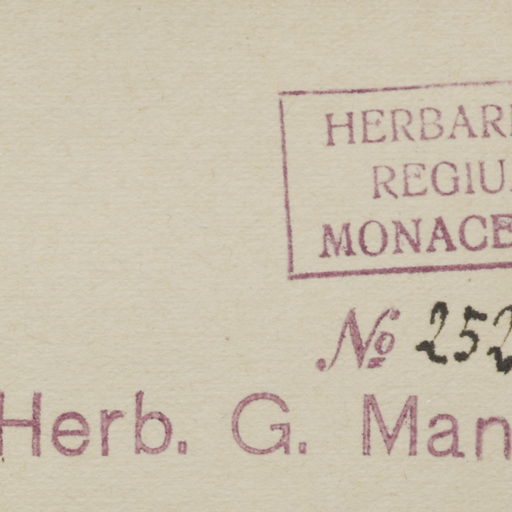 HERBAR
REGIU
MONACE
No 252
Herb. G. Man